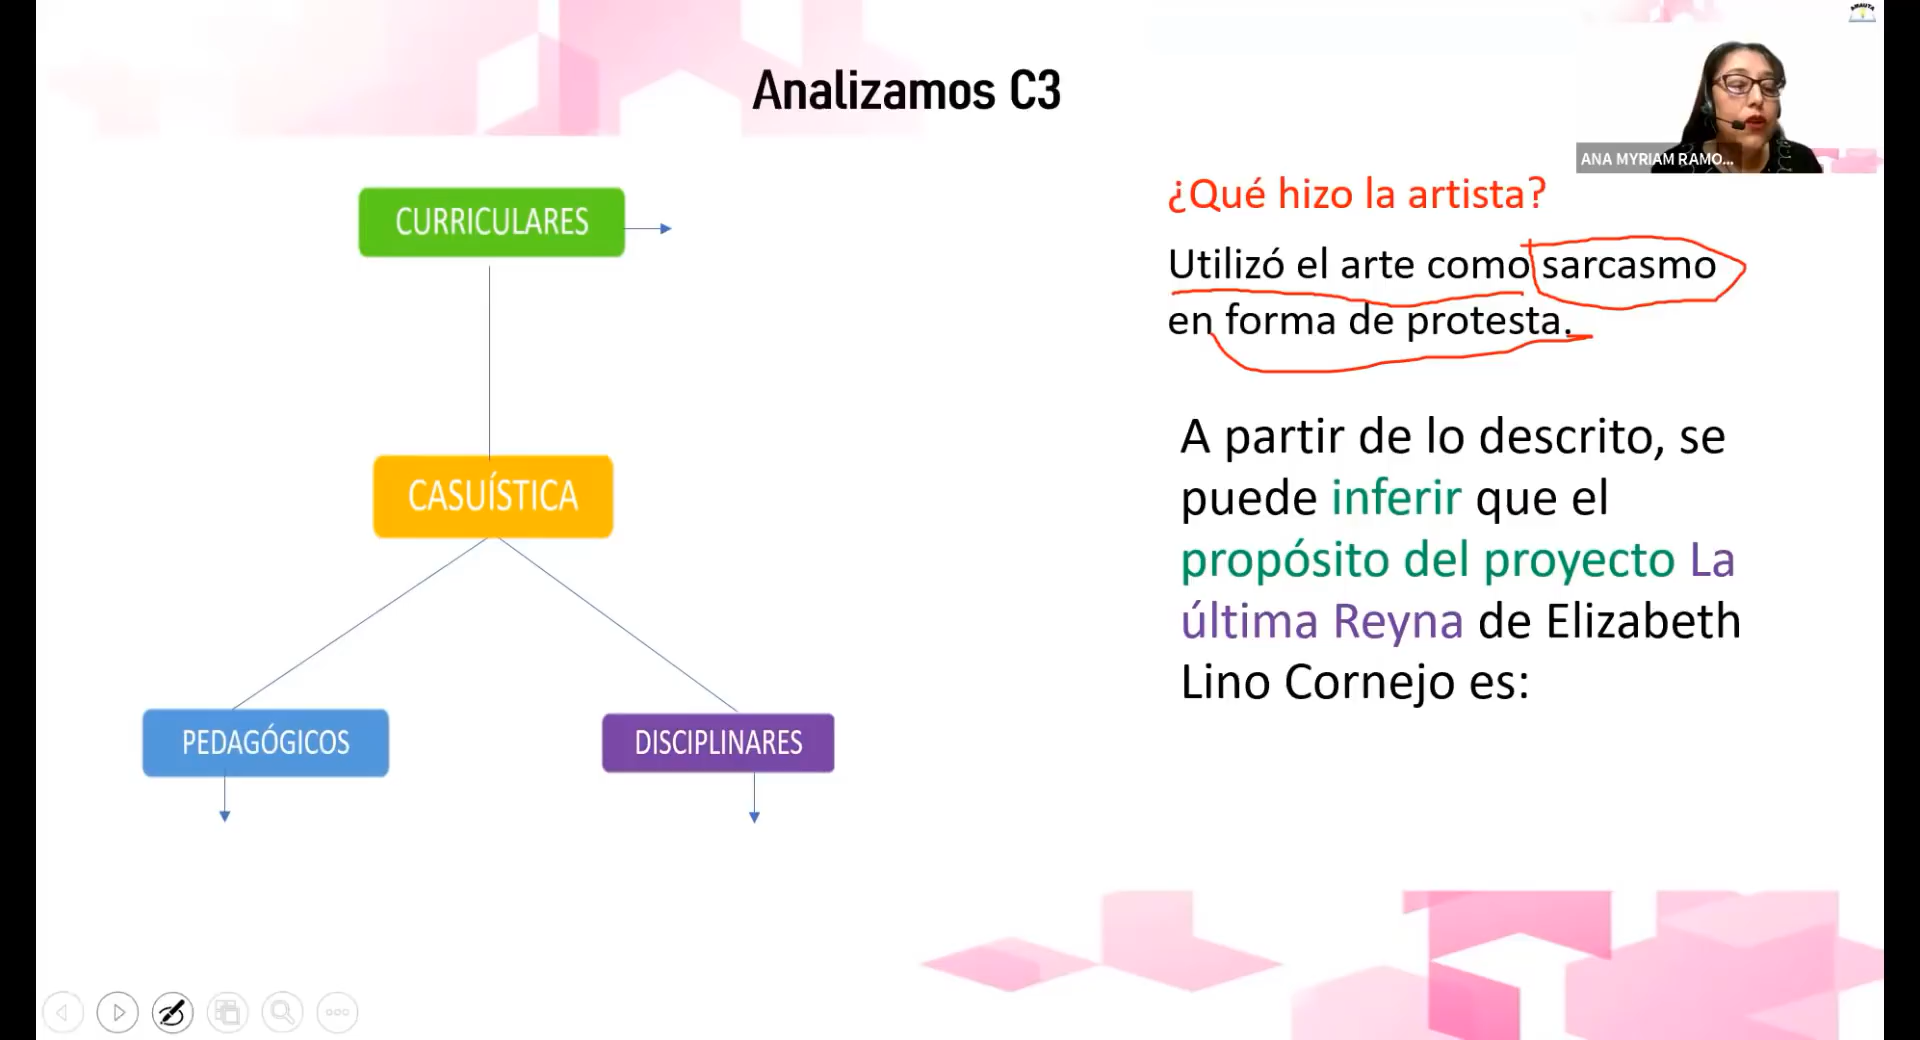 AMAUTA
Analizamos C3
ANA MYRIAM RAMO...
CURRICULARES
CASUÍSTICA
PEDAGÓGICOS
DISCIPLINARES
¿Qué hizo la artista?
Utilizó el arte como sarcasmo
en forma de protesta.
A partir de lo descrito, se
puede inferir que el
propósito del proyecto La
última Reyna de Elizabeth
Lino Cornejo es: